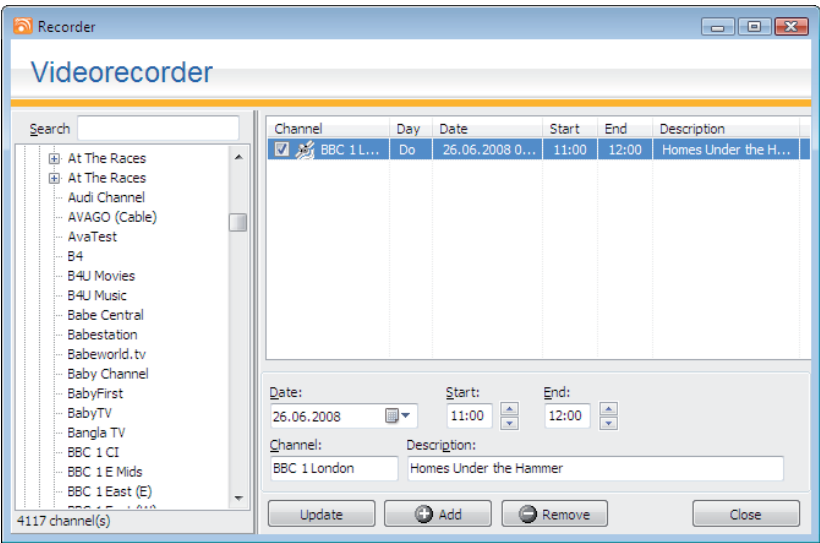 Recorder
Videorecorder
Search
At The Races
At The Races
Audi Channel
AVAGO (Cable)
AvaTest
B4
B4U Movies
B4U Music
Babe Central
Babestation
Babeworld.tv
Baby Channel
BabyFirst
BabyTV
Bangla TV
BBC 1 CI
BBC 1 E Mids
BBC 1 East (E)
4117 channel(s)
Channel Day Date Start End Description
BBC 1 L... Do 26.06.2008 0... 11:00 12:00 Homes Under the H...
Date: Start: End:
26.06.2008 11:00 12:00
Channel: Description:
BBC 1 London Homes Under the Hammer
Update Add Remove Close